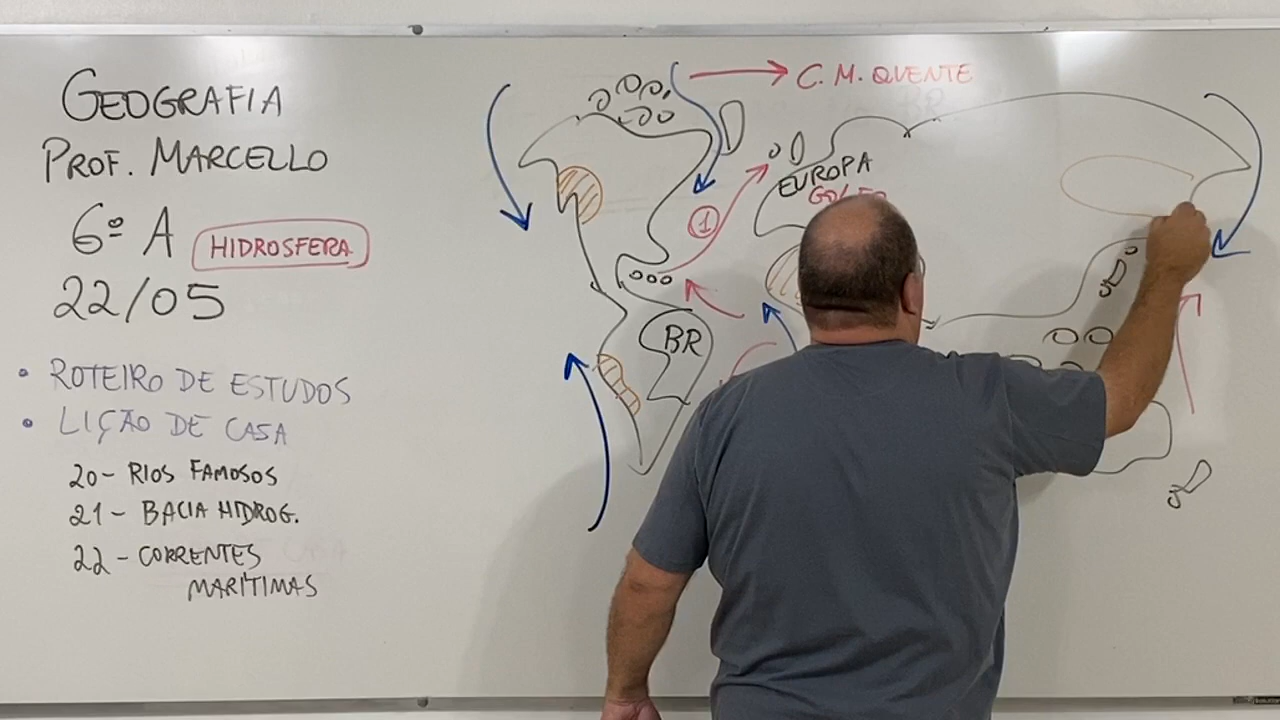 GEOGRAFIA
PROF. MARCELLO
6º A
HIDROSFERA
22/05
• ROTEIRO DE ESTUDOS
• LIÇÃO DE CASA
20- RIOS FAMOSOS
21- BACIA HIDROG.
22- CORRENTES
MARÍTIMAS
C. M. QUENTE
EUROPA
1
BR